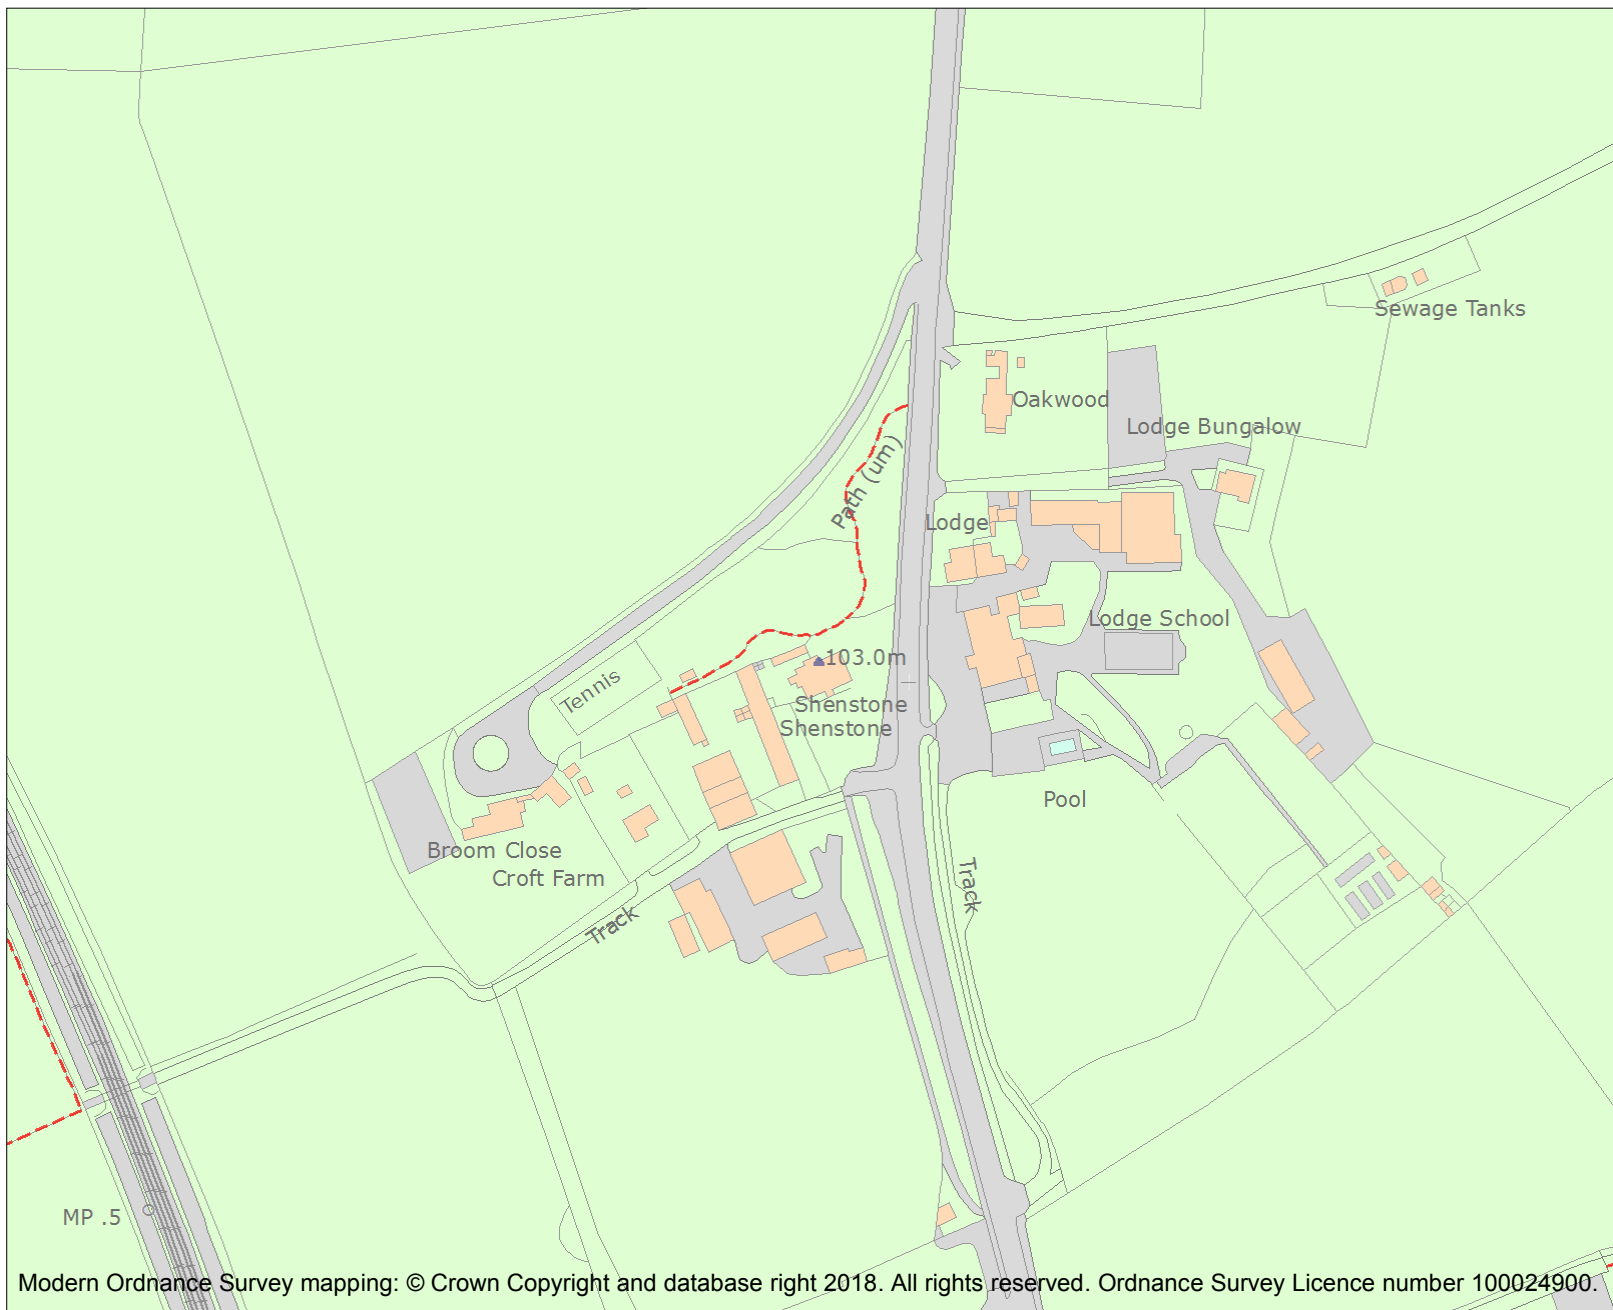 Sewage Tanks
Oakwood
Lodge Bungalow
Path (um)
Lodge
Lodge School
103.0m
Tennis
Shenstone
Shenstone
Pool
Broom Close
Croft Farm
Track
Track
MP .5
Modern Ordnance Survey mapping: © Crown Copyright and database right 2018. All rights reserved. Ordnance Survey Licence number 100024900.